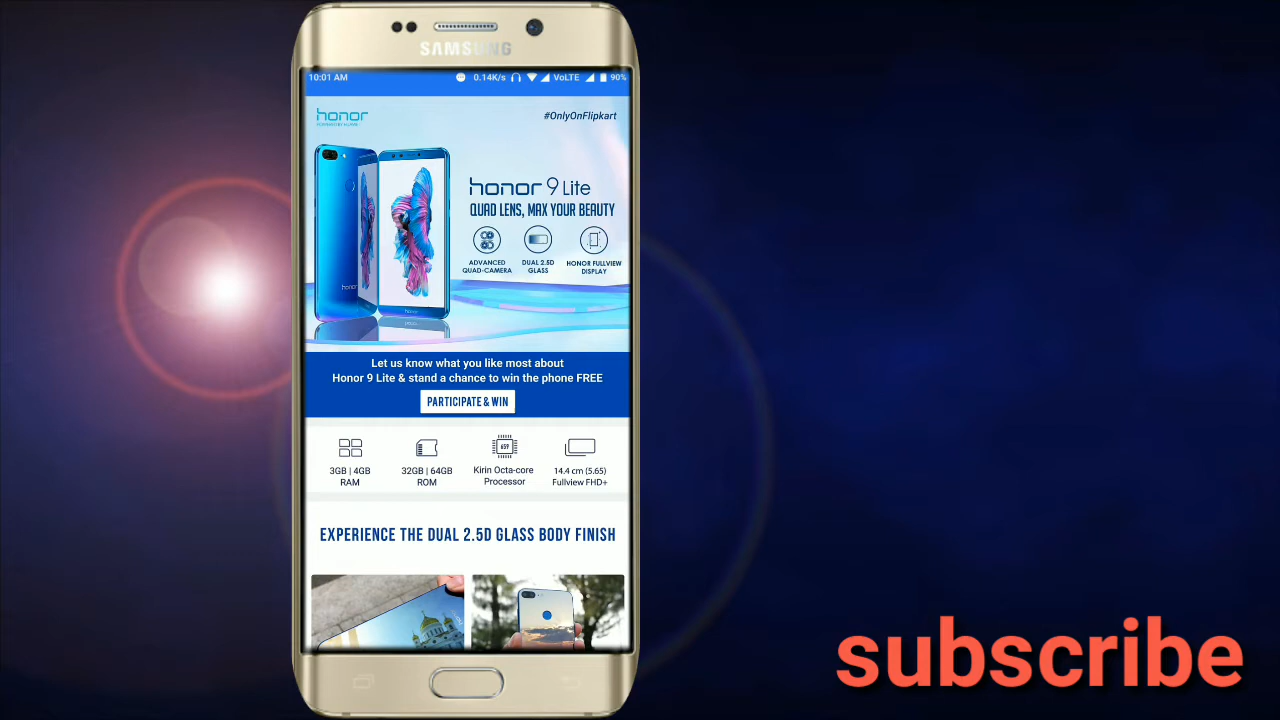 SAMSUNG
10:01 AM 0.14K/s VoLTE 90%
honor
#OnlyOnFlipkart
honor 9 Lite
QUAD LENS, MAX YOUR BEAUTY
ADVANCED QUAD-CAMERA
DUAL 2.5D GLASS
HONOR FULLVIEW DISPLAY
honor
honor
Let us know what you like most about
Honor 9 Lite & stand a chance to win the phone FREE
PARTICIPATE & WIN
659
3GB | 4GB
RAM
32GB | 64GB
ROM
Kirin Octa-core
Processor
14.4 cm (5.65)
Fullview FHD+
EXPERIENCE THE DUAL 2.5D GLASS BODY FINISH
subscribe